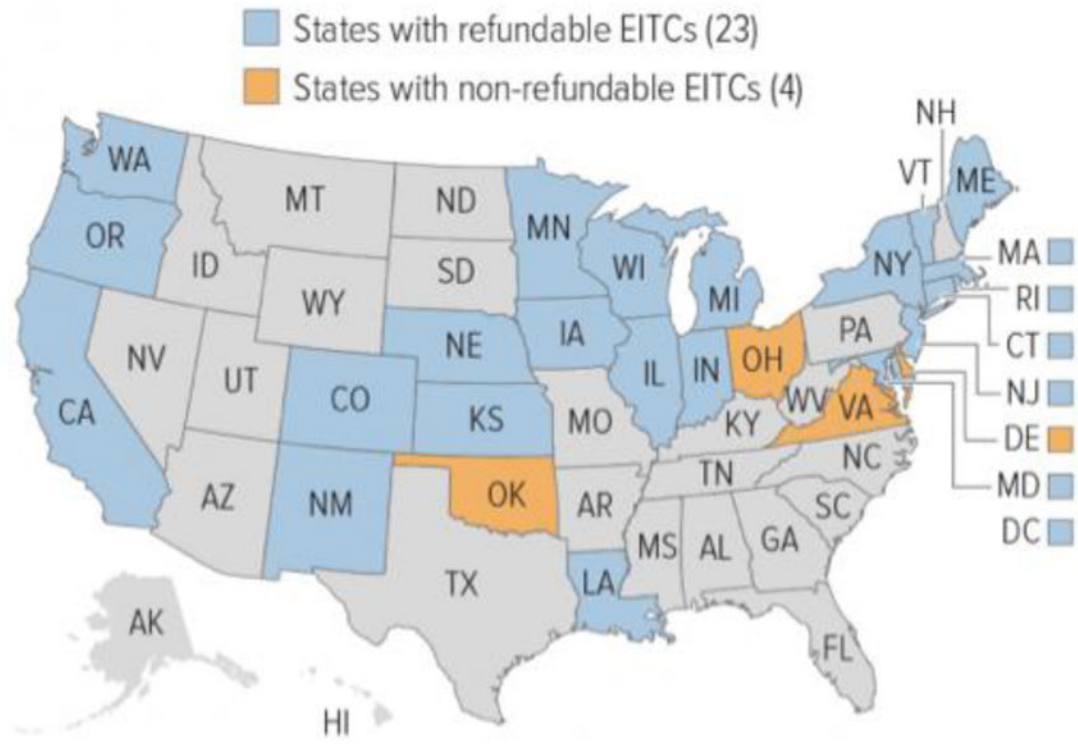 States with refundable EITCs (23)
States with non-refundable EITCs (4)
NH
VT
WA
ME
MT
ND
MN
OR
MA
ID
SD
WI
NY
WY
MI
RI
PA
IA
NE
CT
NV
OH
UT
IL
IN
NJ
CO
WV
VA
CA
KS
MO
KY
DE
NC
TN
MD
AZ
NM
OK
AR
SC
DC
MS
AL
GA
TX
LA
AK
FL
HI